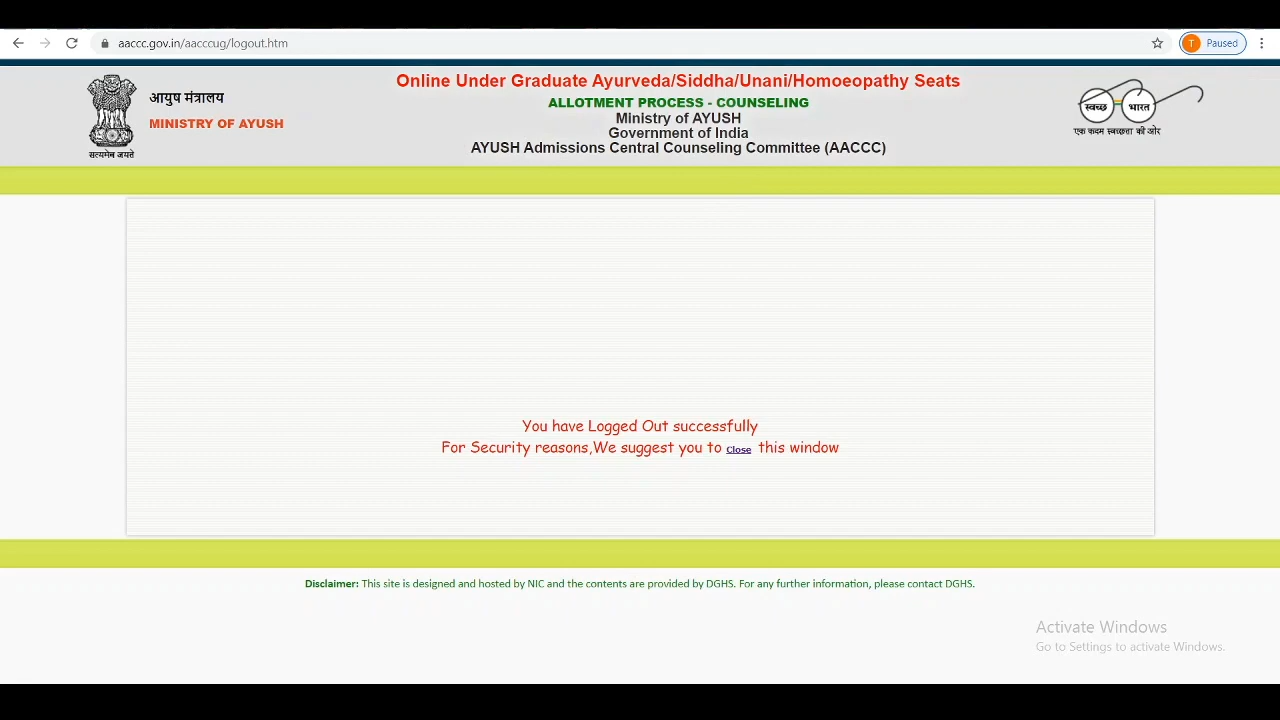 aaccc.gov.in/aacccug/logout.htm
T Paused
आयुष मंत्रालय
MINISTRY OF AYUSH
सत्यमेव जयते
Online Under Graduate Ayurveda/Siddha/Unani/Homoeopathy Seats
ALLOTMENT PROCESS - COUNSELING
Ministry of AYUSH
Government of India
AYUSH Admissions Central Counseling Committee (AACCC)
स्वच्छ भारत
एक कदम स्वच्छता की ओर
You have Logged Out successfully
For Security reasons,We suggest you to Close this window
Disclaimer: This site is designed and hosted by NIC and the contents are provided by DGHS. For any further information, please contact DGHS.
Activate Windows
Go to Settings to activate Windows.